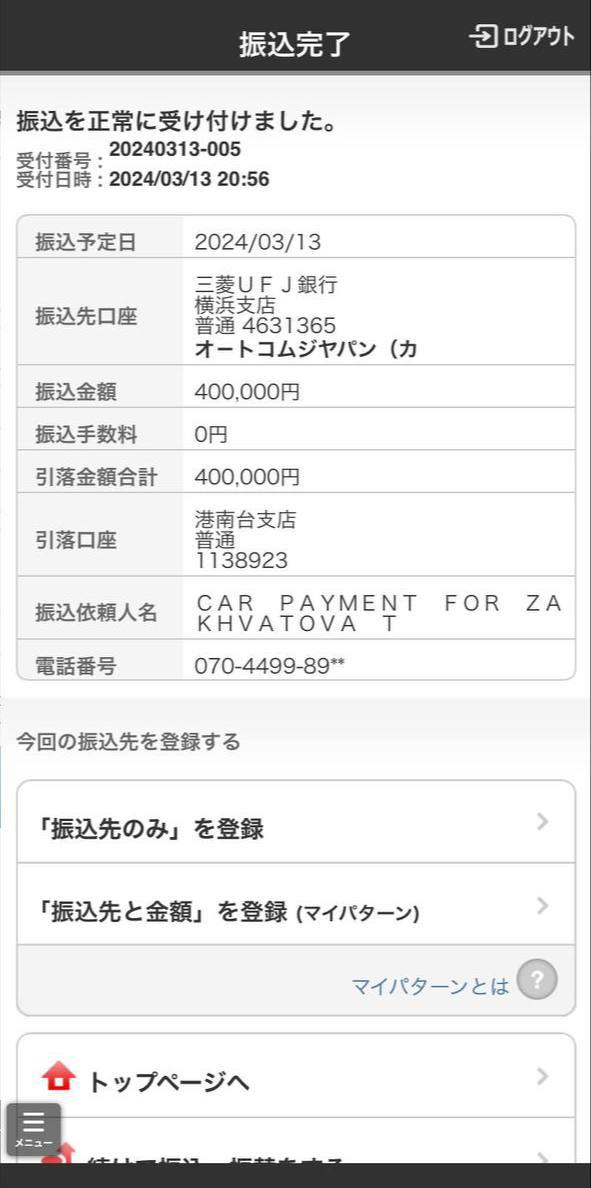 振込完了
ログアウト
振込を正常に受け付けました。
受付番号：20240313-005
受付日時：2024/03/13 20:56
振込予定日 2024/03/13
振込先口座
三菱ＵＦＪ銀行
横浜支店
普通 4631365
オートコムジヤパン（カ
振込金額 400,000円
振込手数料 0円
引落金額合計 400,000円
引落口座
港南台支店
普通
1138923
振込依頼人名
ＣＡＲ　ＰＡＹＭＥＮＴ　ＦＯＲ　ＺＡ
ＫＨＶＡＴＯＶＡ　Ｔ
電話番号 070-4499-89**
今回の振込先を登録する
「振込先のみ」を登録
「振込先と金額」を登録 (マイパターン)
マイパターンとは ?
トップページへ
メニュー